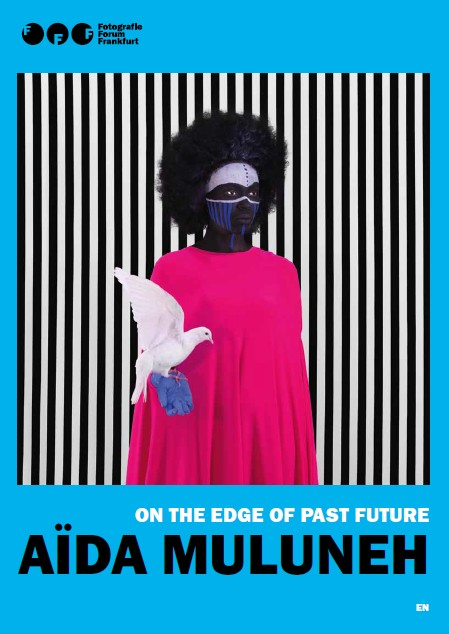 F F F
Fotografie
Forum
Frankfurt
ON THE EDGE OF PAST FUTURE
AÏDA MULUNEH
EN